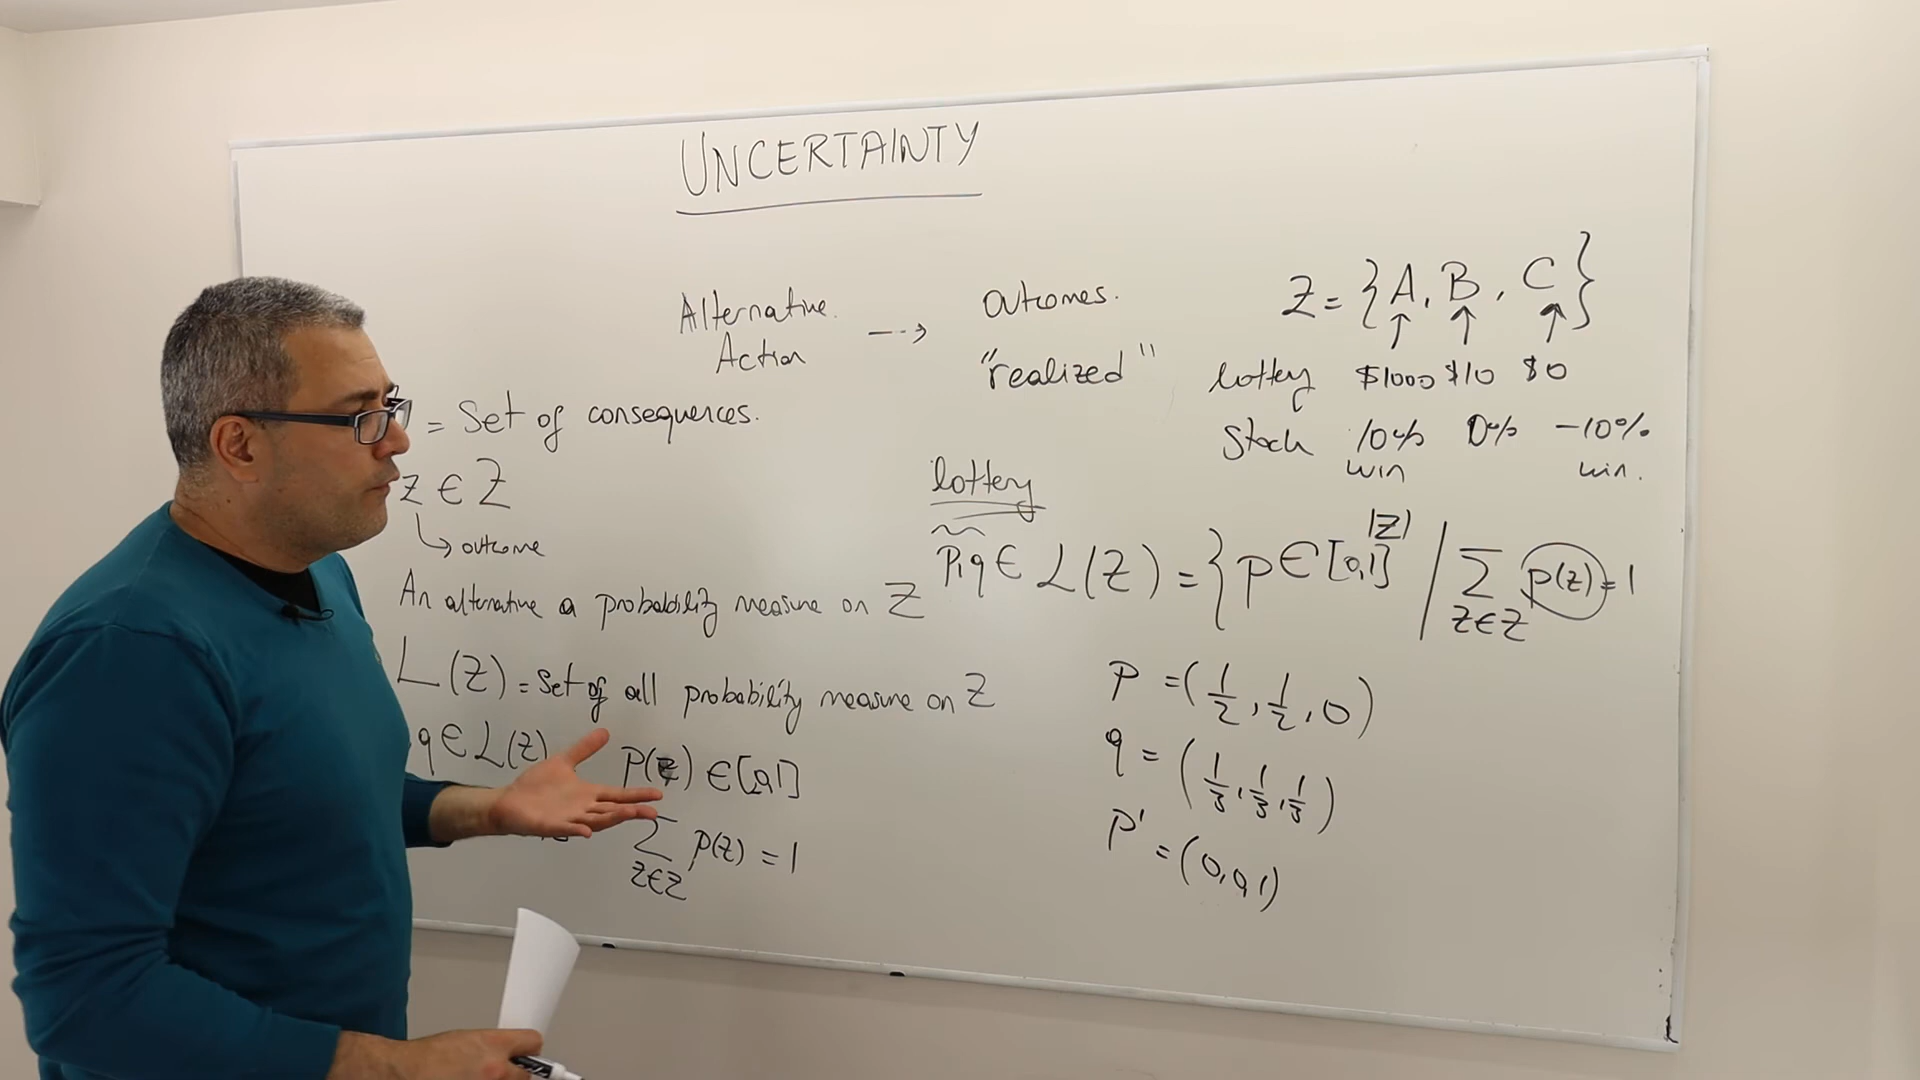 UNCERTAINTY
Alternative. Action --→ Outcomes. "realized"
= Set of consequences.
z ∈ Z
↳ outcome
An alternative a probability measure on Z
L(Z) = Set of all probability measure on Z
q ∈ L(Z) P(z) ∈ [0,1]
∑ z∈Z p(z) = 1
Z = {A, B, C}
↑ ↑ ↑
lottery $1000 $10 $0
Stock 10% 0% -10%
win win.
lottery
p,q ∈ L(Z) = { p ∈ [0,1]^|Z| / ∑ z∈Z p(z) = 1
p = (1/2, 1/2, 0)
q = (1/3, 1/3, 1/3)
p' = (0, 0, 1)